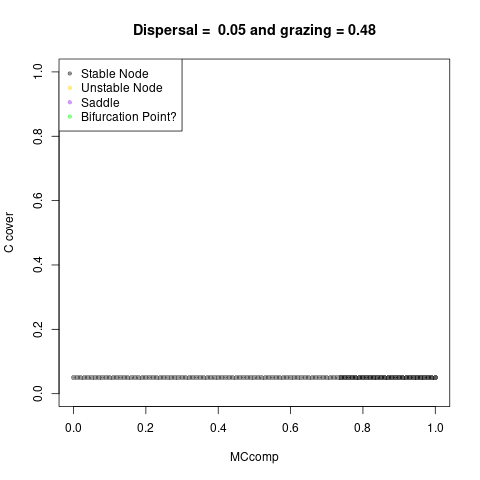 Dispersal =  0.05 and grazing = 0.48
Stable Node
Unstable Node
Saddle
Bifurcation Point?
1.0
0.8
0.6
0.4
0.2
0.0
C cover
0.0 0.2 0.4 0.6 0.8 1.0
MCcomp